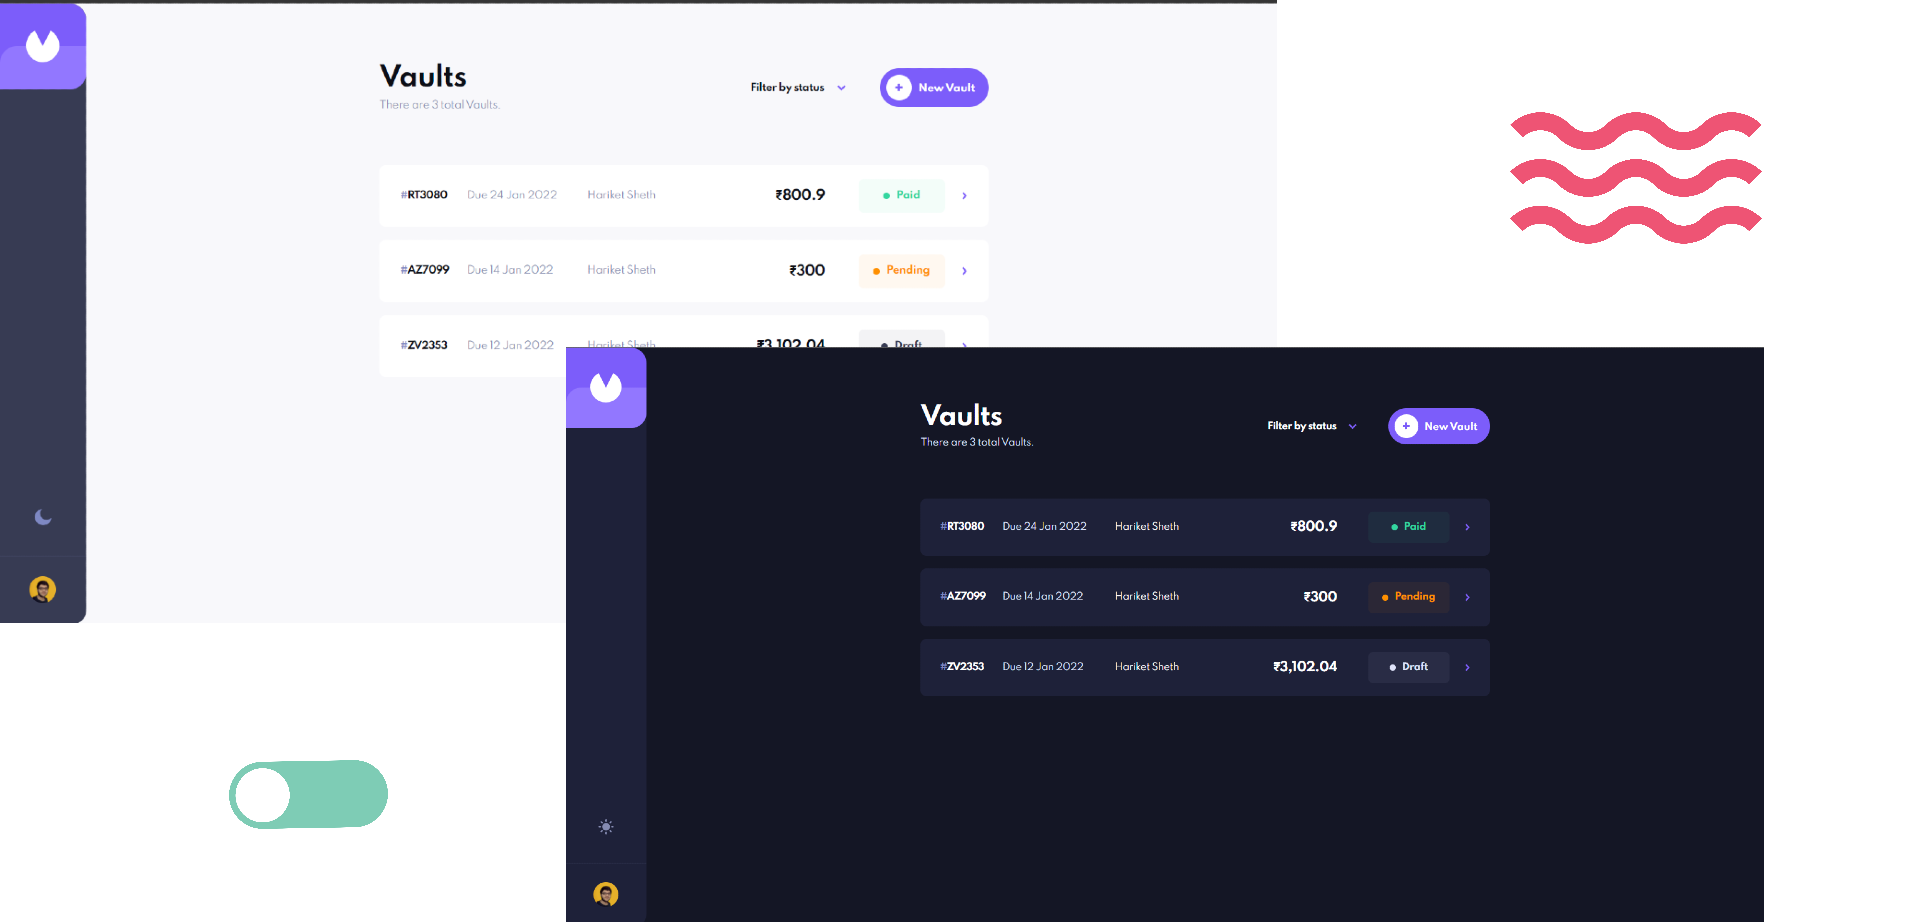 Vaults
There are 3 total Vaults.
Filter by status
New Vault
#RT3080 Due 24 Jan 2022 Hariket Sheth ₹800.9 Paid
#AZ7099 Due 14 Jan 2022 Hariket Sheth ₹300 Pending
#ZV2353 Due 12 Jan 2022 Hariket Sheth ₹3,102.04 Draft
Vaults
There are 3 total Vaults.
Filter by status
New Vault
#RT3080 Due 24 Jan 2022 Hariket Sheth ₹800.9 Paid
#AZ7099 Due 14 Jan 2022 Hariket Sheth ₹300 Pending
#ZV2353 Due 12 Jan 2022 Hariket Sheth ₹3,102.04 Draft